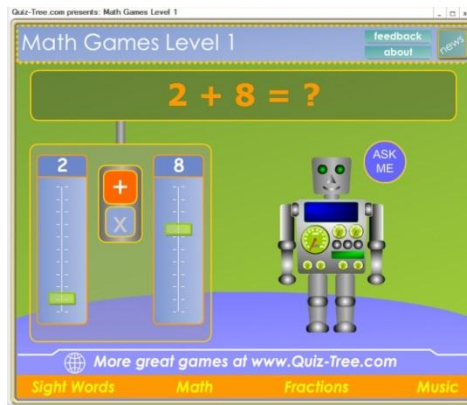 Quiz-Tree.com presents: Math Games Level 1
Math Games Level 1
feedback
about
news
2 + 8 = ?
2
8
+
X
ASK
ME
More great games at www.Quiz-Tree.com
Sight Words Math Fractions Music